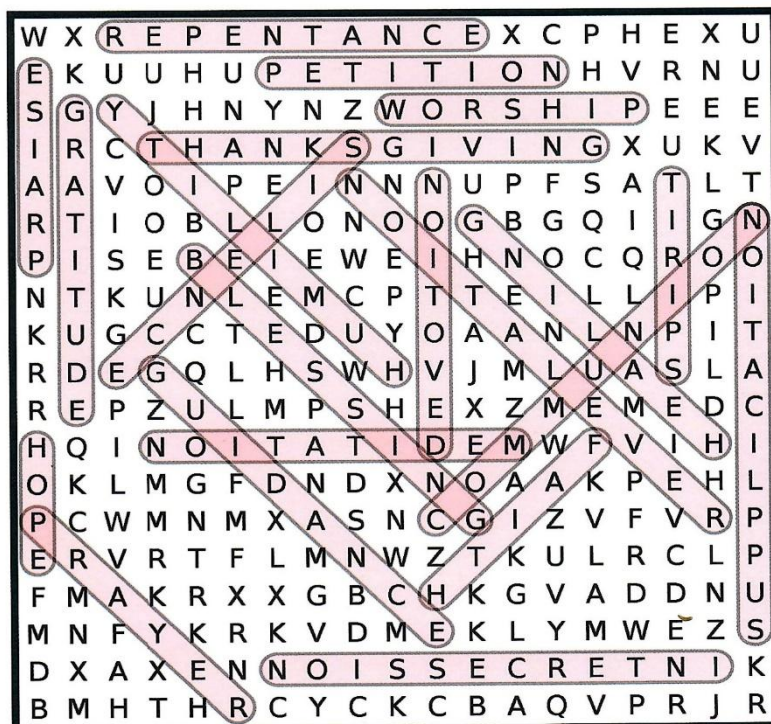 W X R E P E N T A N C E X C P H E X U
E K U U H U P E T I T I O N H V R N U
S G Y J H N Y N Z W O R S H I P E E E
I R C T H A N K S G I V I N G X U K V
A A V O I P E I N N N U P F S A T L T
R T I O B L L O N O O G B G Q I I G N
P I S E B E I E W E I H N O C Q R O O
N T K U N L E M C P T T E I L L I P I
K U G C C T E D U Y O A A N L N P I T
R D E G Q L H S W H V J M L U A S L A
R E P Z U L M P S H E X Z M E M E D C
H Q I N O I T A T I D E M W F V I H I
O K L M G F D N D X N O A A K P E H L
P C W M N M X A S N C G I Z V F V R P
E R V R T F L M N W Z T K U L R C L P
F M A K R X X G B C H K G V A D D N U
M N F Y K R K V D M E K L Y M W E Z S
D X A X E N N O I S S E C R E T N I K
B M H T H R C Y C K C B A Q V P R J R